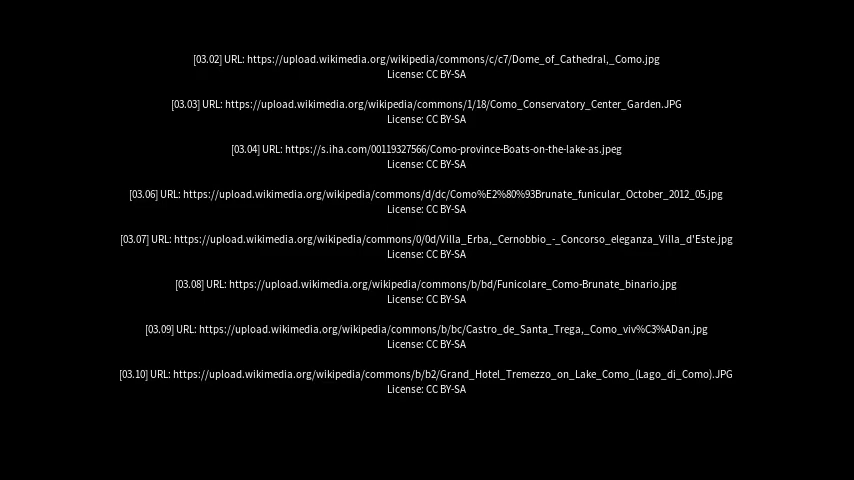 [03.02] URL: https://upload.wikimedia.org/wikipedia/commons/c/c7/Dome_of_Cathedral,_Como.jpg
License: CC BY-SA
[03.03] URL: https://upload.wikimedia.org/wikipedia/commons/1/18/Como_Conservatory_Center_Garden.JPG
License: CC BY-SA
[03.04] URL: https://s.iha.com/00119327566/Como-province-Boats-on-the-lake-as.jpeg
License: CC BY-SA
[03.06] URL: https://upload.wikimedia.org/wikipedia/commons/d/dc/Como%E2%80%93Brunate_funicular_October_2012_05.jpg
License: CC BY-SA
[03.07] URL: https://upload.wikimedia.org/wikipedia/commons/0/0d/Villa_Erba,_Cernobbio_-_Concorso_eleganza_Villa_d'Este.jpg
License: CC BY-SA
[03.08] URL: https://upload.wikimedia.org/wikipedia/commons/b/bd/Funicolare_Como-Brunate_binario.jpg
License: CC BY-SA
[03.09] URL: https://upload.wikimedia.org/wikipedia/commons/b/bc/Castro_de_Santa_Trega,_Como_viv%C3%ADan.jpg
License: CC BY-SA
[03.10] URL: https://upload.wikimedia.org/wikipedia/commons/b/b2/Grand_Hotel_Tremezzo_on_Lake_Como_(Lago_di_Como).JPG
License: CC BY-SA